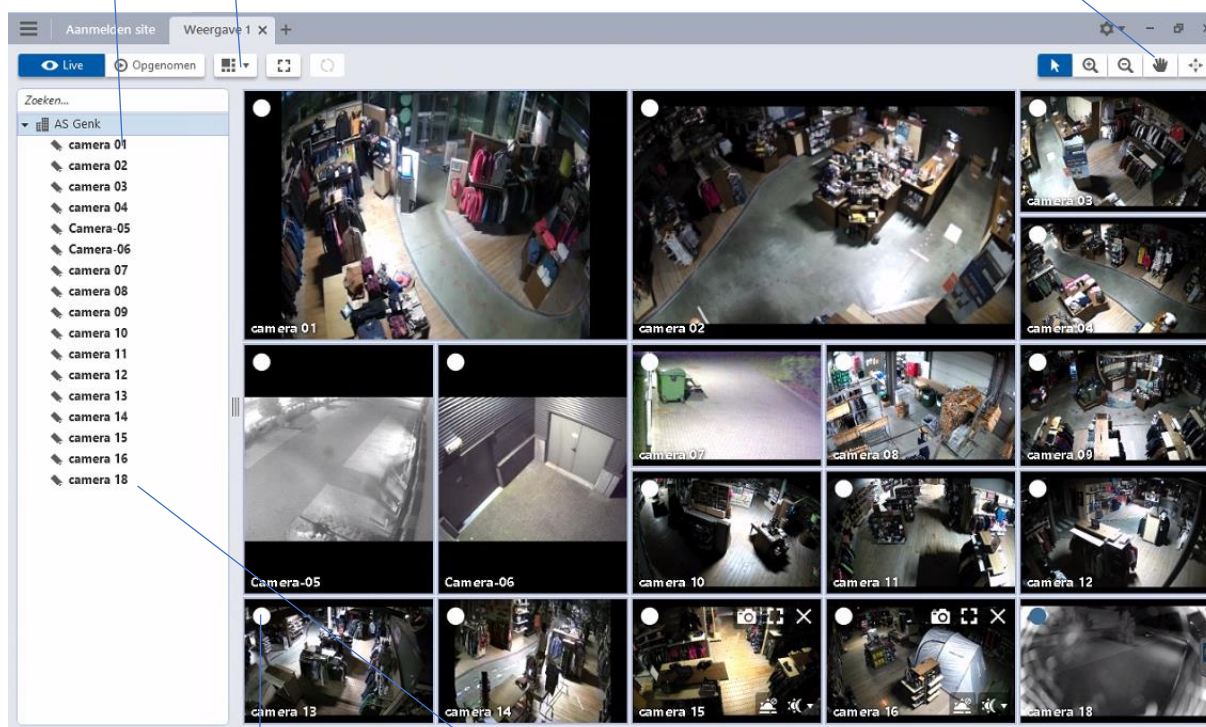 Aanmelden site
Weergave 1
Live
Opgenomen
Zoeken...
AS Genk
camera 01
camera 02
camera 03
camera 04
Camera-05
Camera-06
camera 07
camera 08
camera 09
camera 10
camera 11
camera 12
camera 13
camera 14
camera 15
camera 16
camera 18
camera 01
camera 02
camera 03
camera 04
Camera-05
Camera-06
camera 07
camera 08
camera 09
camera 10
camera 11
camera 12
camera 13
camera 14
camera 15
camera 16
camera 18